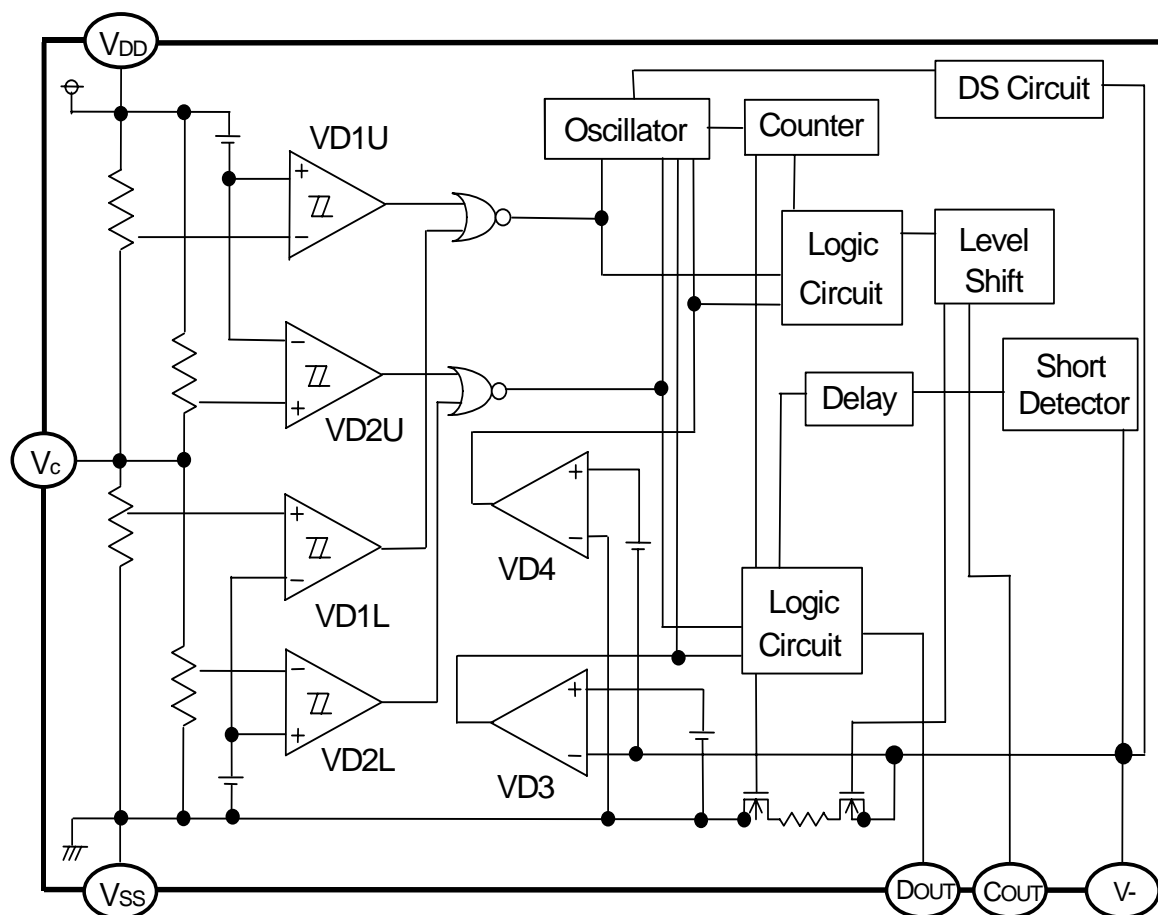 VDD
DS Circuit
VD1U
Oscillator
Counter
+
−
Logic
Circuit
Level
Shift
−
+
VD2U
Short
Detector
Delay
Vc
+
−
VD1L
+
−
VD4
Logic
Circuit
−
+
VD2L
+
−
VD3
VSS
DOUT
COUT
V-